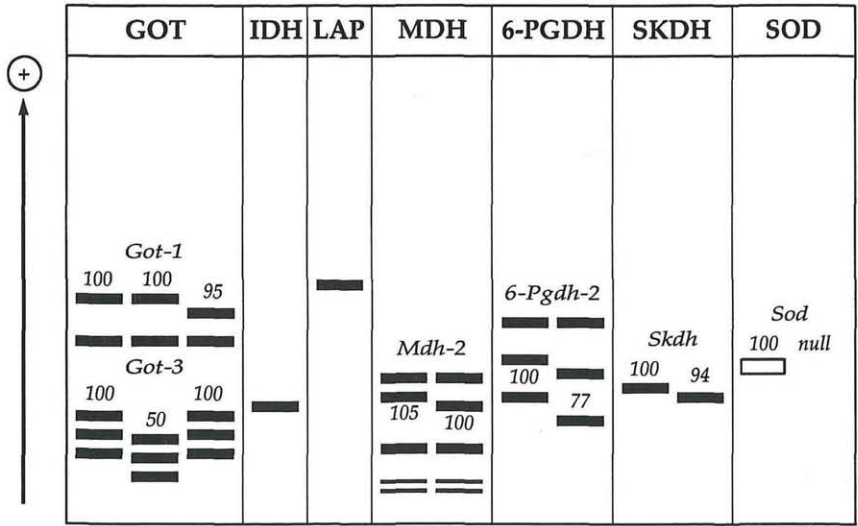 GOT IDH LAP MDH 6-PGDH SKDH SOD
+
Got-1
100 100 95
6-Pgdh-2
Sod
100 null
Mdh-2
Skdh
100 94
Got-3
100 77
100 50 100
105 100